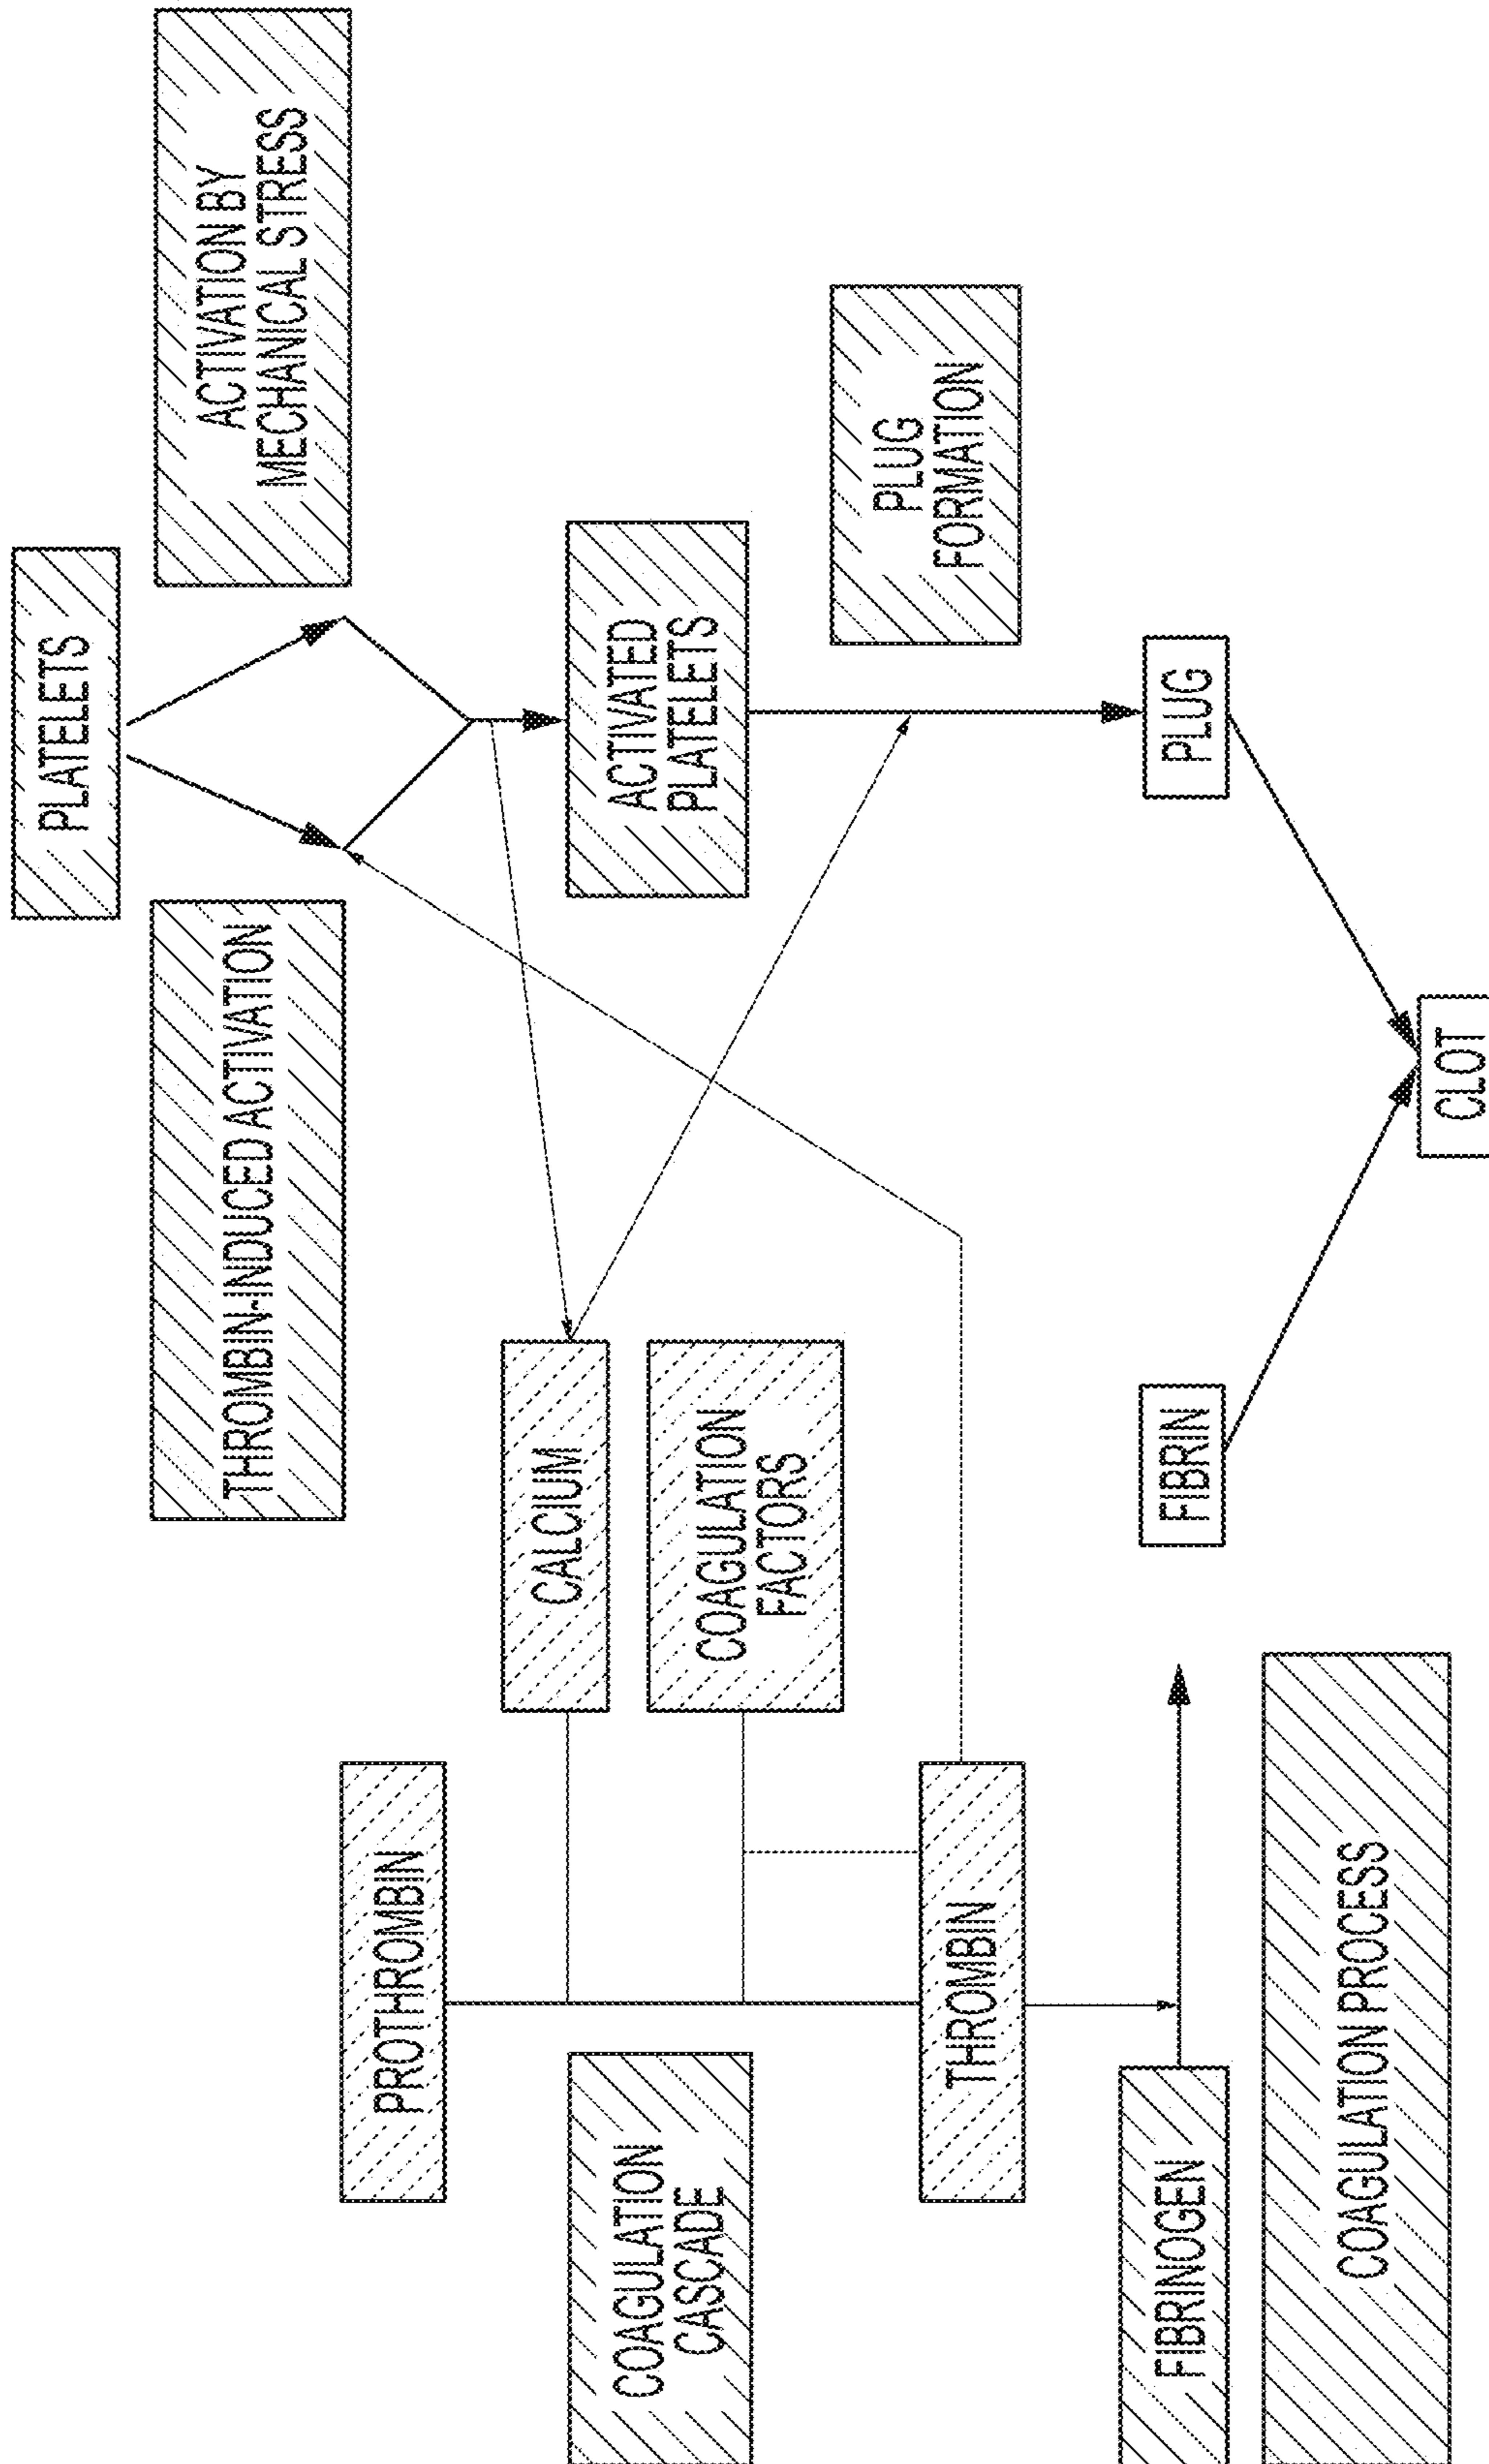 PLATELETS
THROMBIN-INDUCED ACTIVATION
ACTIVATION BY
MECHANICAL STRESS
PROTHROMBIN
CALCIUM
COAGULATION
CASCADE
COAGULATION
FACTORS
ACTIVATED
PLATELETS
PLUG
FORMATION
THROMBIN
FIBRINOGEN
FIBRIN
PLUG
COAGULATION PROCESS
CLOT